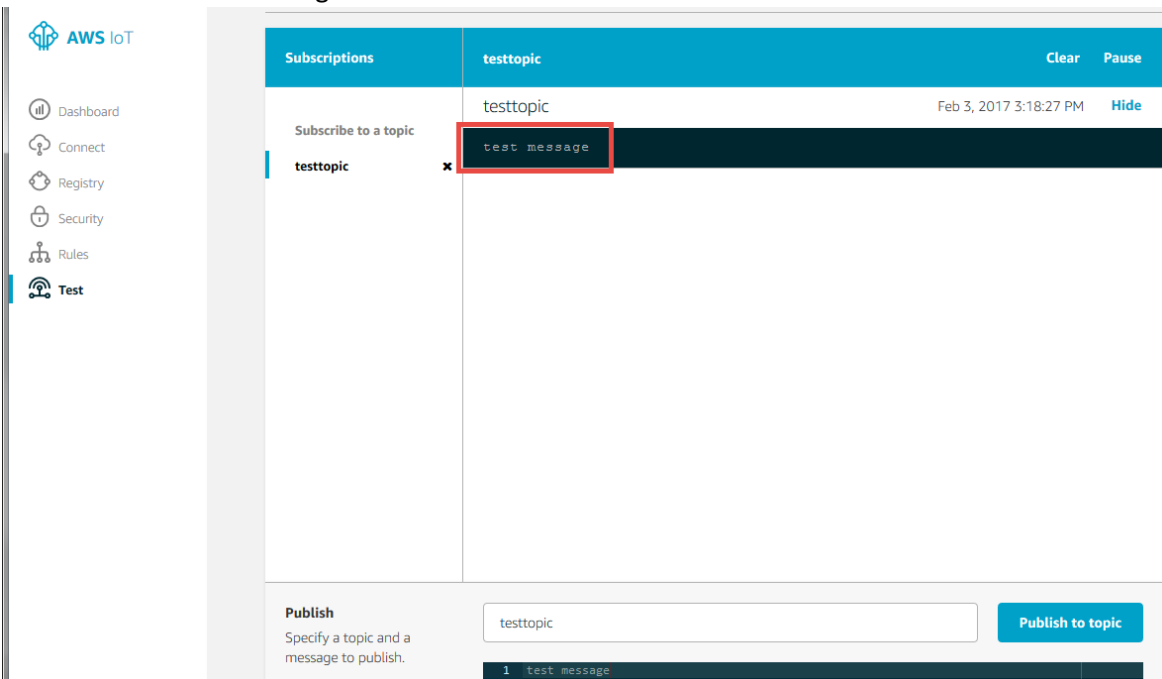 AWS IoT
Dashboard
Connect
Registry
Security
Rules
Test
Subscriptions
Subscribe to a topic
testtopic
testtopic
Clear
Pause
testtopic
Feb 3, 2017 3:18:27 PM
Hide
test message
Publish
Specify a topic and a
message to publish.
testtopic
Publish to topic
1 test message